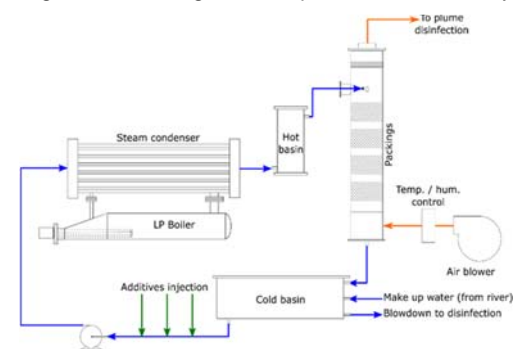 To plume
disinfection
Steam condenser
Hot
basin
Packings
LP Boiler
Temp. / hum.
control
Air blower
Additives injection
Cold basin
Make up water (from river)
Blowdown to disinfection